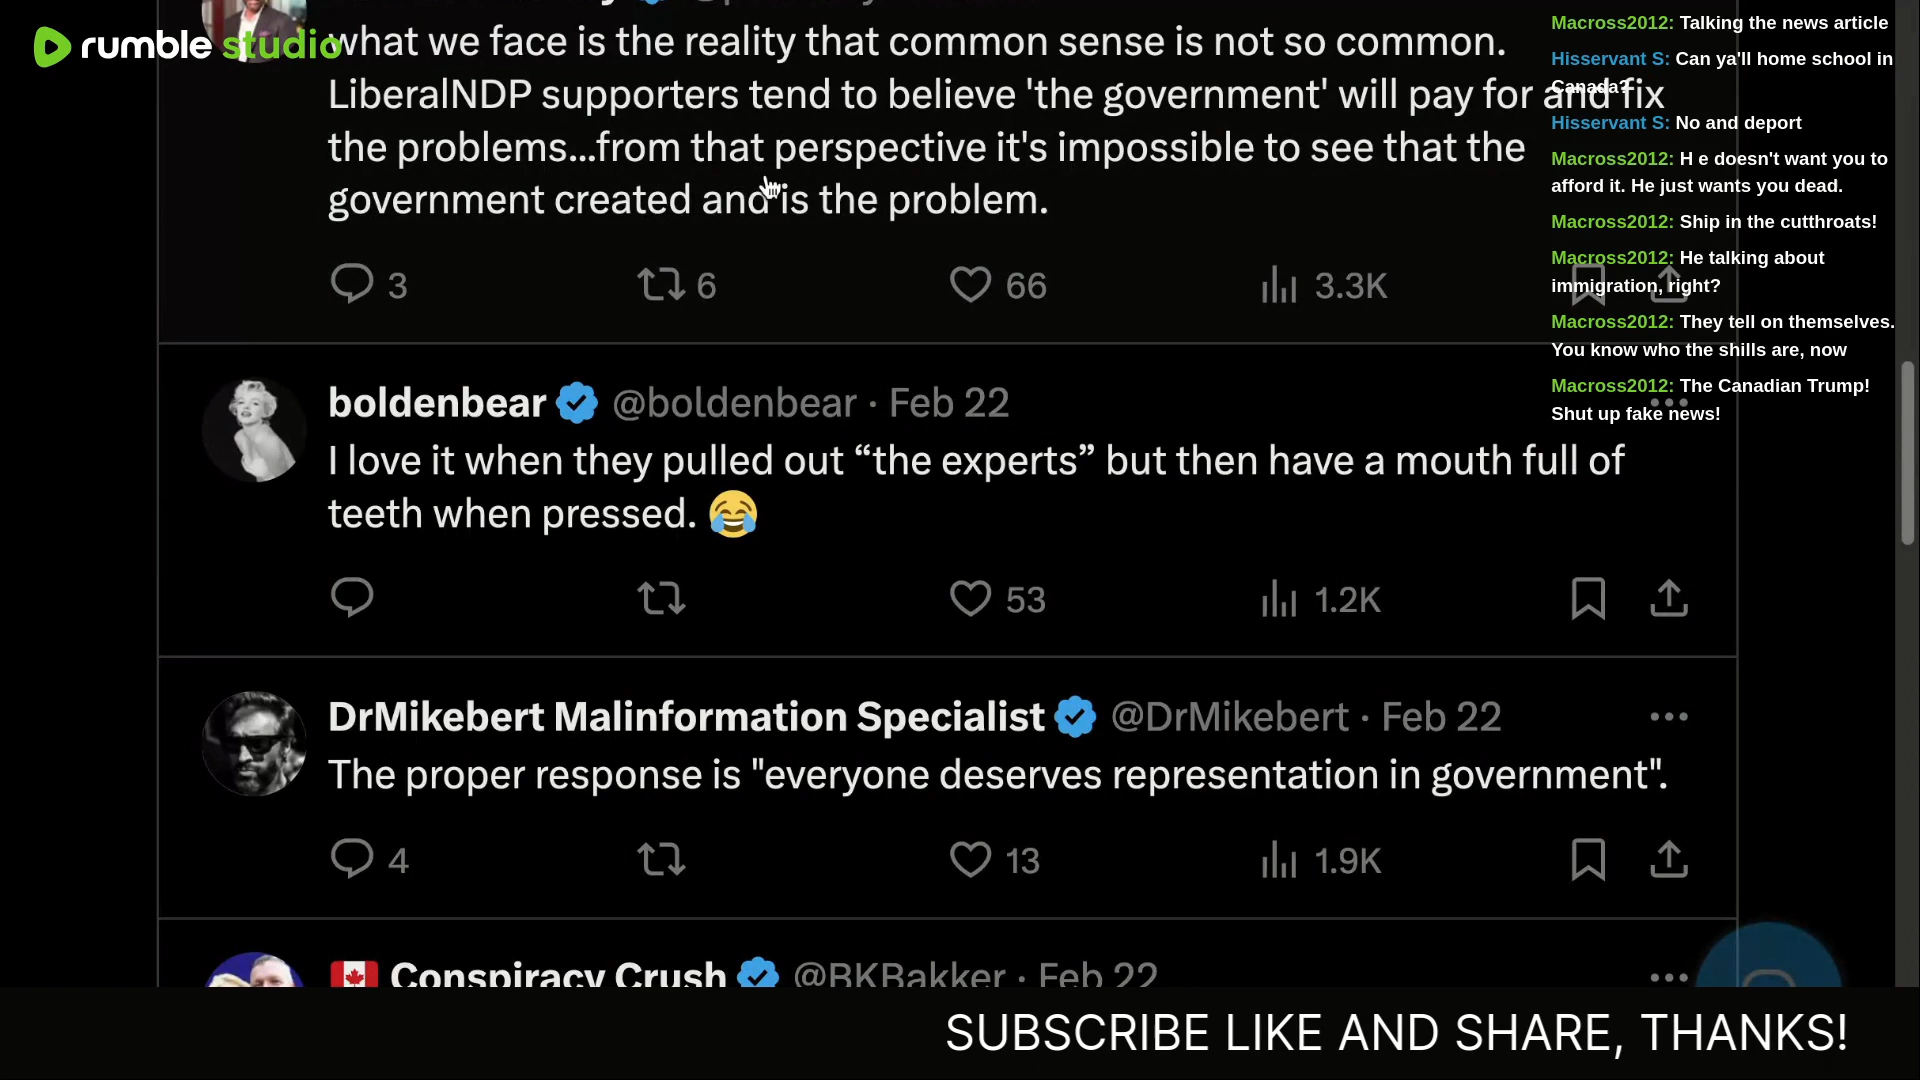 rumble studio
what we face is the reality that common sense is not so common.
LiberalNDP supporters tend to believe 'the government' will pay for and fix
the problems...from that perspective it's impossible to see that the
government created and is the problem.
3 6 66 3.3K
boldenbear @boldenbear · Feb 22
I love it when they pulled out “the experts” but then have a mouth full of
teeth when pressed. 😂
53 1.2K
DrMikebert Malinformation Specialist @DrMikebert · Feb 22
The proper response is "everyone deserves representation in government".
4 13 1.9K
🇨🇦 Conspiracy Crush @BKBakker · Feb 22
Macross2012: Talking the news article
Hisservant S: Can ya'll home school in
Canada?
Hisservant S: No and deport
Macross2012: H e doesn't want you to
afford it. He just wants you dead.
Macross2012: Ship in the cutthroats!
Macross2012: He talking about
immigration, right?
Macross2012: They tell on themselves.
You know who the shills are, now
Macross2012: The Canadian Trump!
Shut up fake news!
SUBSCRIBE LIKE AND SHARE, THANKS!